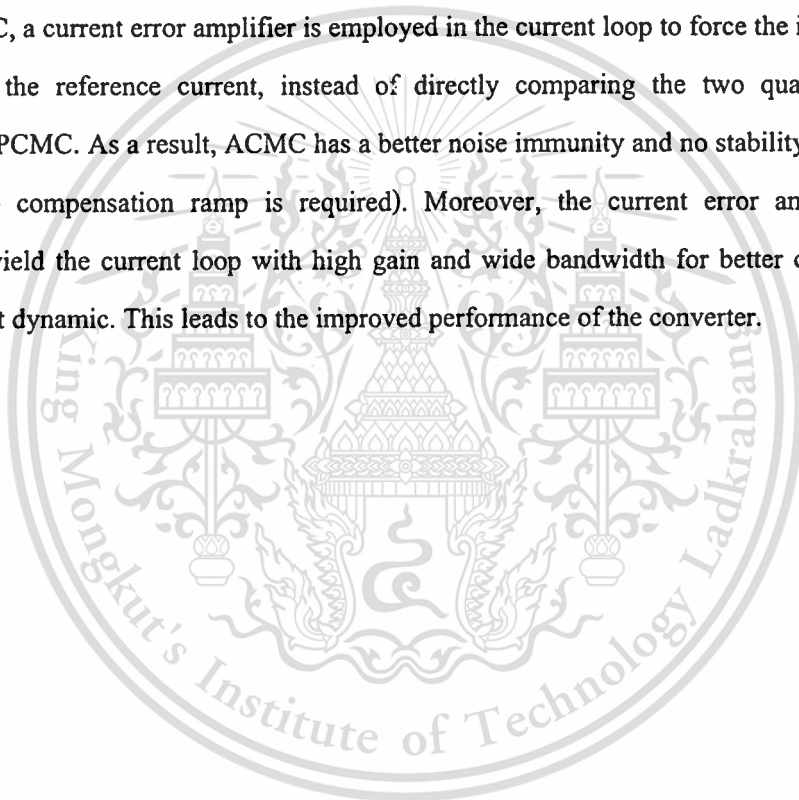 C, a current error amplifier is employed in the current loop to force the i
the reference current, instead of directly comparing the two qua
PCMC. As a result, ACMC has a better noise immunity and no stability
compensation ramp is required). Moreover, the current error an
yield the current loop with high gain and wide bandwidth for better c
t dynamic. This leads to the improved performance of the converter.
King Mongkut's Institute of Technology Ladkrabang